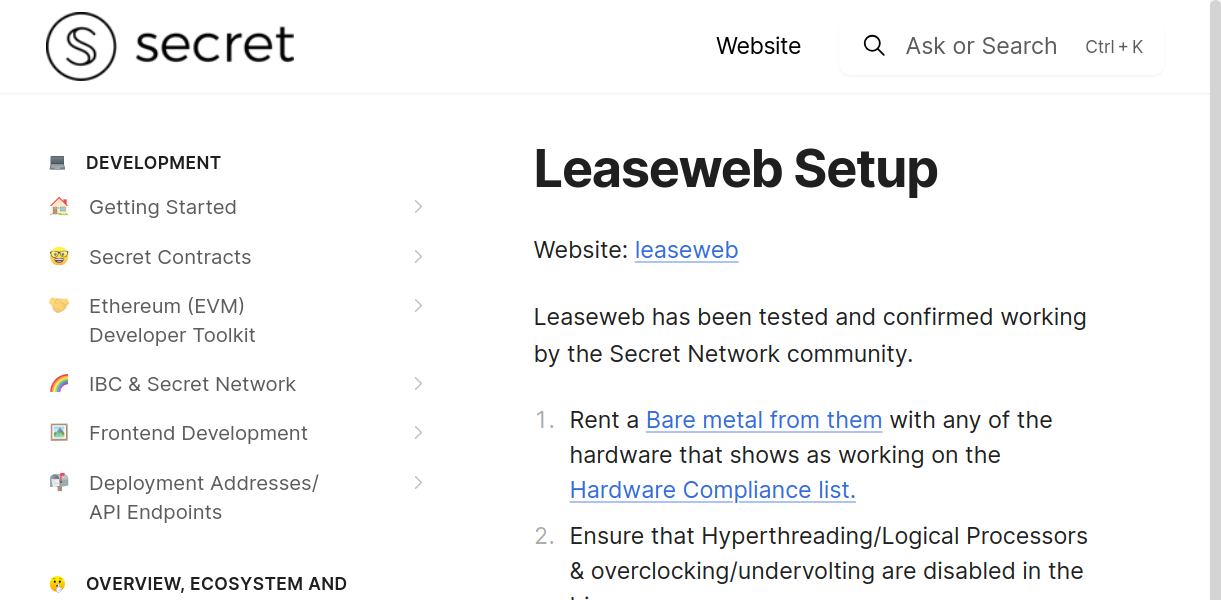 secret
Website
Ask or Search Ctrl + K
DEVELOPMENT
Getting Started
Secret Contracts
Ethereum (EVM)
Developer Toolkit
IBC & Secret Network
Frontend Development
Deployment Addresses/
API Endpoints
OVERVIEW, ECOSYSTEM AND
Leaseweb Setup
Website: leaseweb
Leaseweb has been tested and confirmed working
by the Secret Network community.
1. Rent a Bare metal from them with any of the
hardware that shows as working on the
Hardware Compliance list.
2. Ensure that Hyperthreading/Logical Processors
& overclocking/undervolting are disabled in the